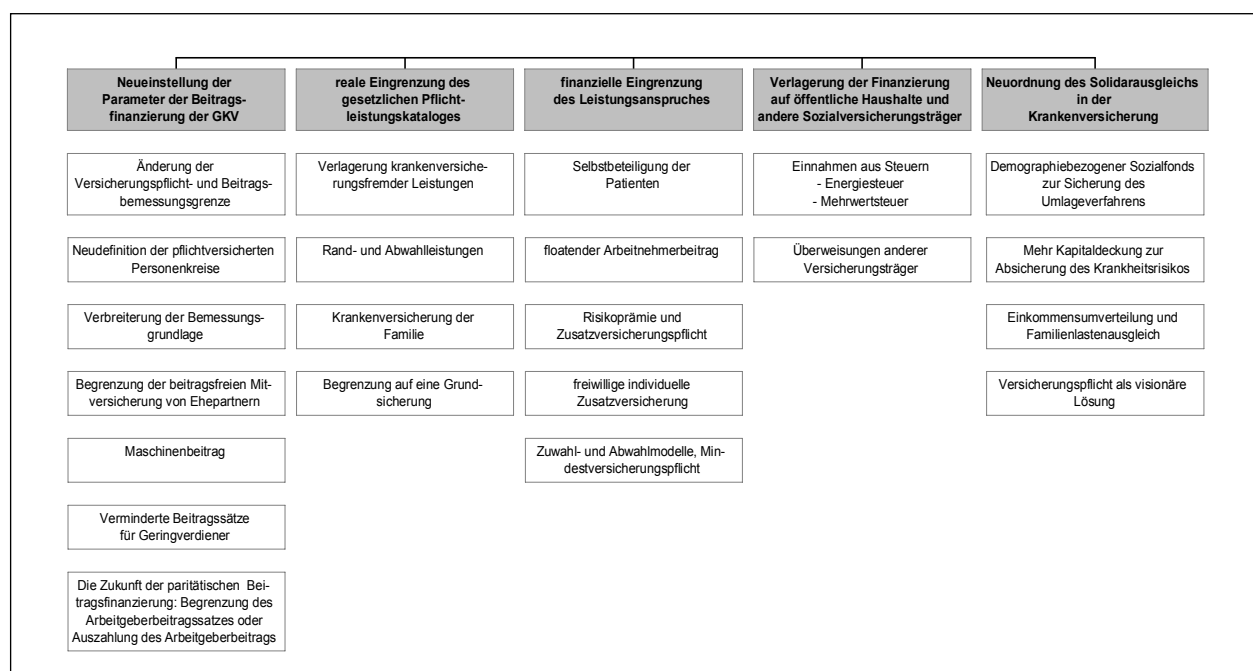 Neueinstellung der
Parameter der Beitrags-
finanzierung der GKV
Änderung der
Versicherungspflicht- und Beitrags-
bemessungsgrenze
Neudefinition der pflichtversicherten
Personenkreise
Verbreiterung der Bemessungs-
grundlage
Begrenzung der beitragsfreien Mit-
versicherung von Ehepartnern
Maschinenbeitrag
Verminderte Beitragssätze
für Geringverdiener
Die Zukunft der paritätischen Bei-
tragsfinanzierung: Begrenzung des
Arbeitgeberbeitragssatzes oder
Auszahlung des Arbeitgeberbeitrags
reale Eingrenzung des
gesetzlichen Pflicht-
leistungskataloges
Verlagerung krankenversiche-
rungsfremder Leistungen
Rand- und Abwahlleistungen
Krankenversicherung der
Familie
Begrenzung auf eine Grund-
sicherung
finanzielle Eingrenzung
des Leistungsanspruches
Selbstbeteiligung der
Patienten
floatender Arbeitnehmerbeitrag
Risikoprämie und
Zusatzversicherungspflicht
freiwillige individuelle
Zusatzversicherung
Zuwahl- und Abwahlmodelle, Min-
destversicherungspflicht
Verlagerung der Finanzierung
auf öffentliche Haushalte und
andere Sozialversicherungsträger
Einnahmen aus Steuern
- Energiesteuer
- Mehrwertsteuer
Überweisungen anderer
Versicherungsträger
Neuordnung des Solidarausgleichs
in der
Krankenversicherung
Demographiebezogener Sozialfonds
zur Sicherung des
Umlageverfahrens
Mehr Kapitaldeckung zur
Absicherung des Krankheitsrisikos
Einkommensumverteilung und
Familienlastenausgleich
Versicherungspflicht als visionäre
Lösung